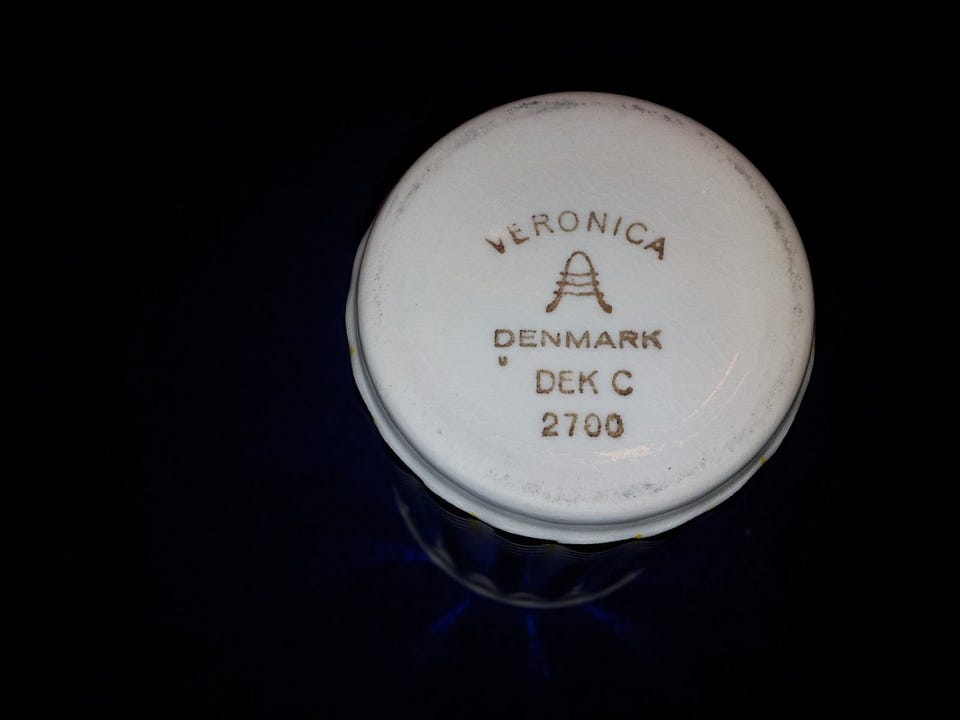 VERONICA
A
DENMARK
DEK C
2700